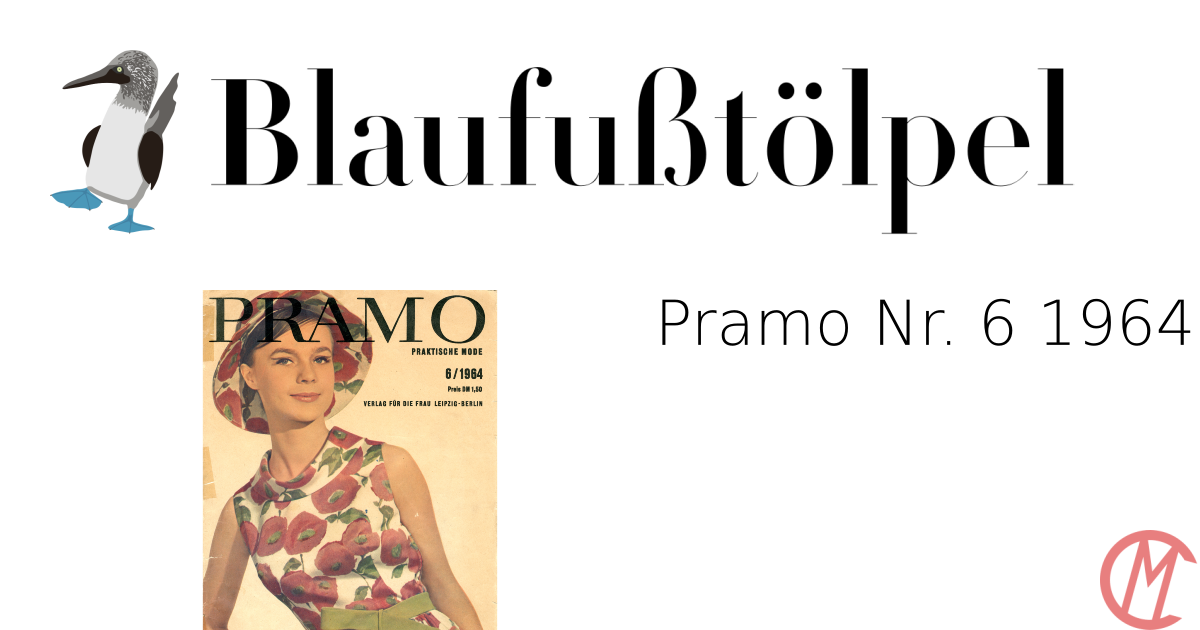 Blaufußtölpel
PRAMO
PRAKTISCHE MODE
6/1964
Preis DM 1,50
VERLAG FÜR DIE FRAU LEIPZIG-BERLIN
Pramo Nr. 6 1964
CM